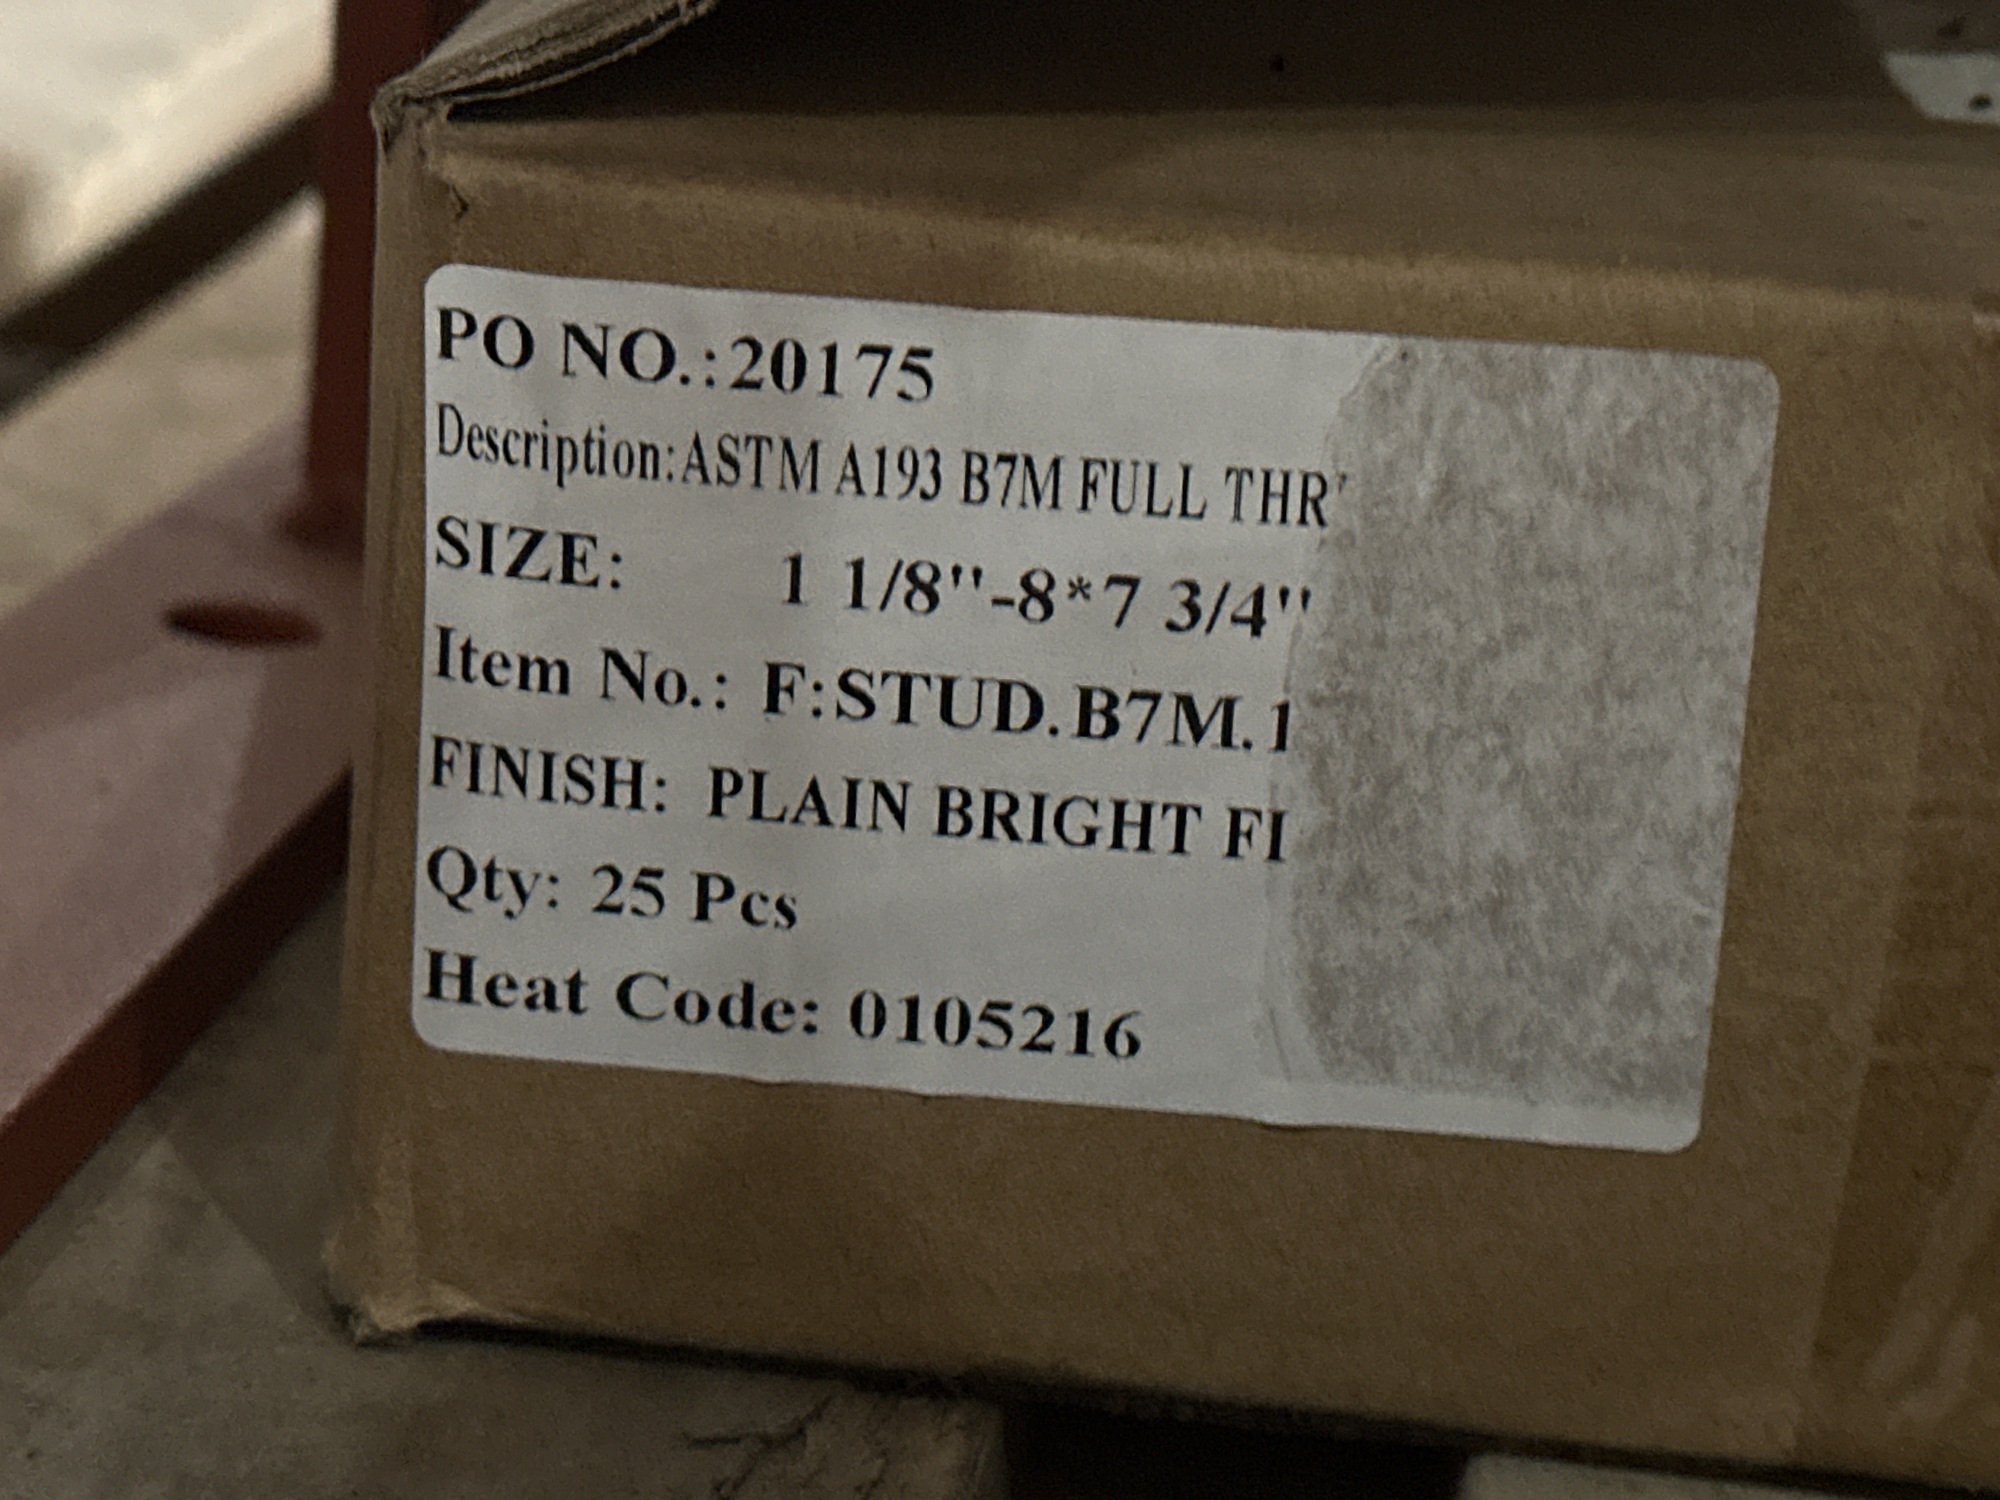 PO NO.:20175
Description:ASTM A193 B7M FULL
SIZE: 1 1/8''-8*7 3/4''
Item No.: F:STUD.B7M.1
FINISH: PLAIN BRIGHT FI
Qty: 25 Pcs
Heat Code: 0105216